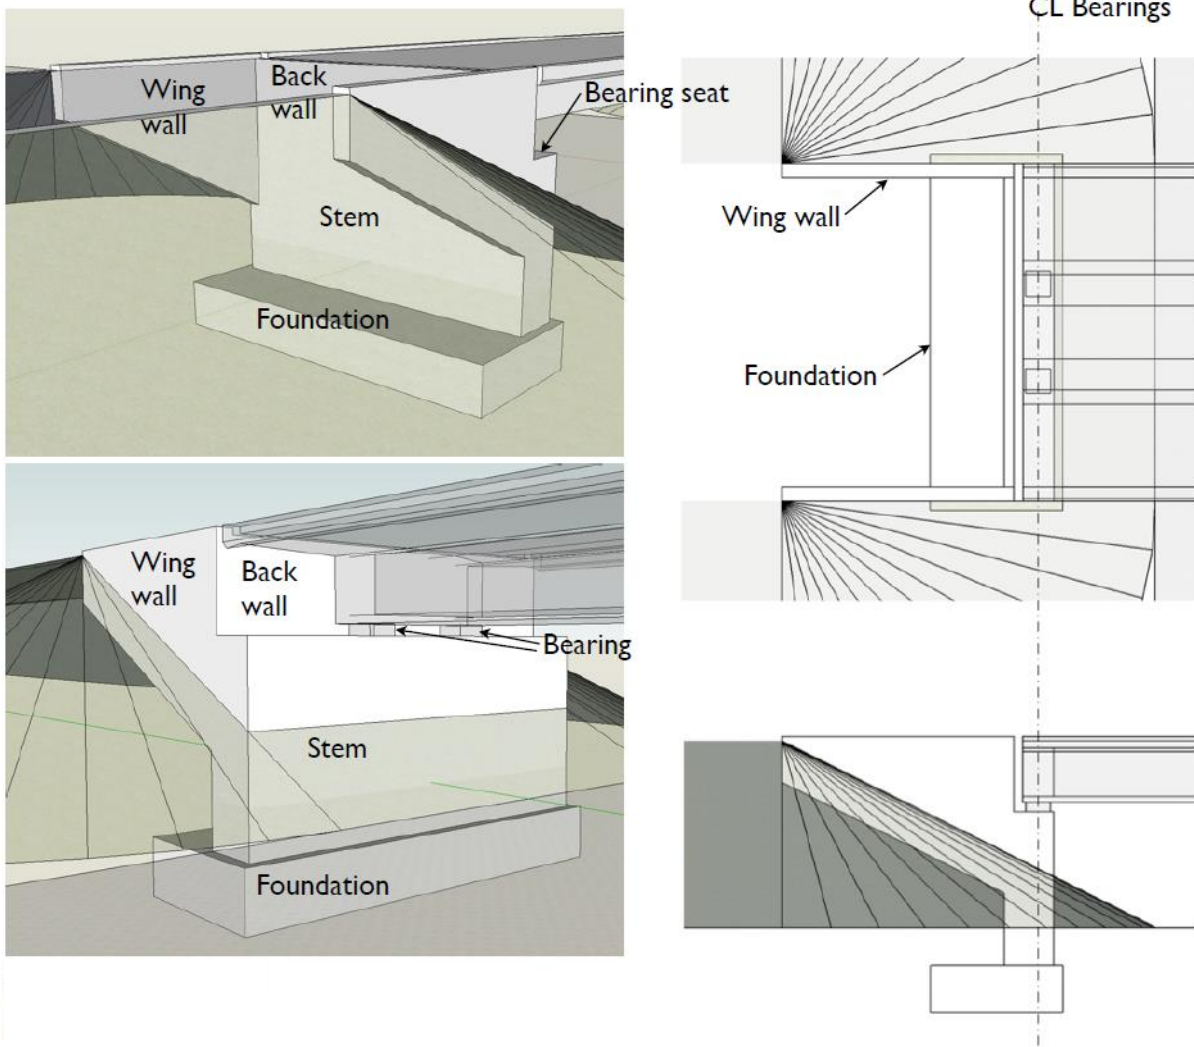 CL Bearings
Wing
wall
Back
wall
Bearing seat
Stem
Foundation
Wing wall
Foundation
Wing
wall
Back
wall
Bearing
Stem
Foundation